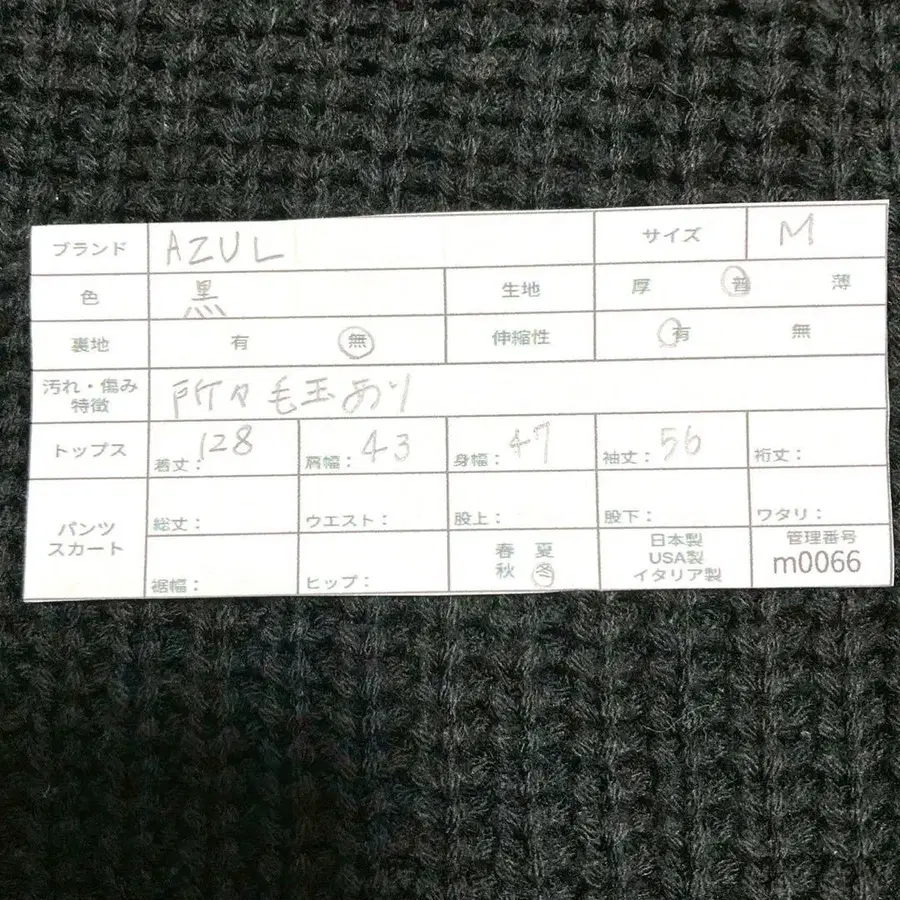 ブランド AZUL サイズ M
色 黒 生地 厚 普 薄
裏地 有 無 伸縮性 有 無
汚れ・傷み
特徴 所々毛玉あり
トップス 着丈:128 肩幅:43 身幅:47 袖丈:56 裄丈:
パンツ
スカート
総丈: ウエスト: 股上: 股下: ワタリ:
裾幅: ヒップ:
春 夏
秋 冬
日本製
USA製
イタリア製
管理番号
m0066